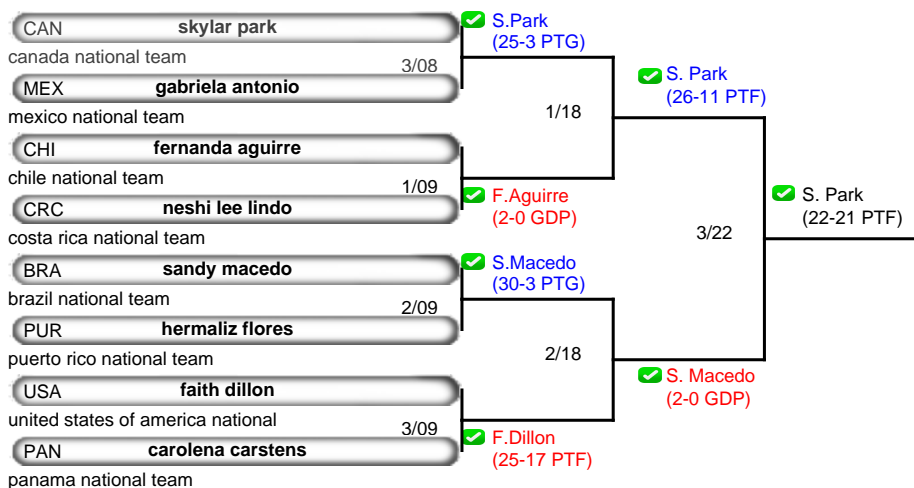 CAN skylar park
canada national team
3/08
MEX gabriela antonio
mexico national team
CHI fernanda aguirre
chile national team
1/09
CRC neshi lee lindo
costa rica national team
BRA sandy macedo
brazil national team
2/09
PUR hermaliz flores
puerto rico national team
USA faith dillon
united states of america national
3/09
PAN carolena carstens
panama national team
S.Park
(25-3 PTG)
1/18
F.Aguirre
(2-0 GDP)
S.Macedo
(30-3 PTG)
2/18
F.Dillon
(25-17 PTF)
S. Park
(26-11 PTF)
3/22
S. Macedo
(2-0 GDP)
S. Park
(22-21 PTF)